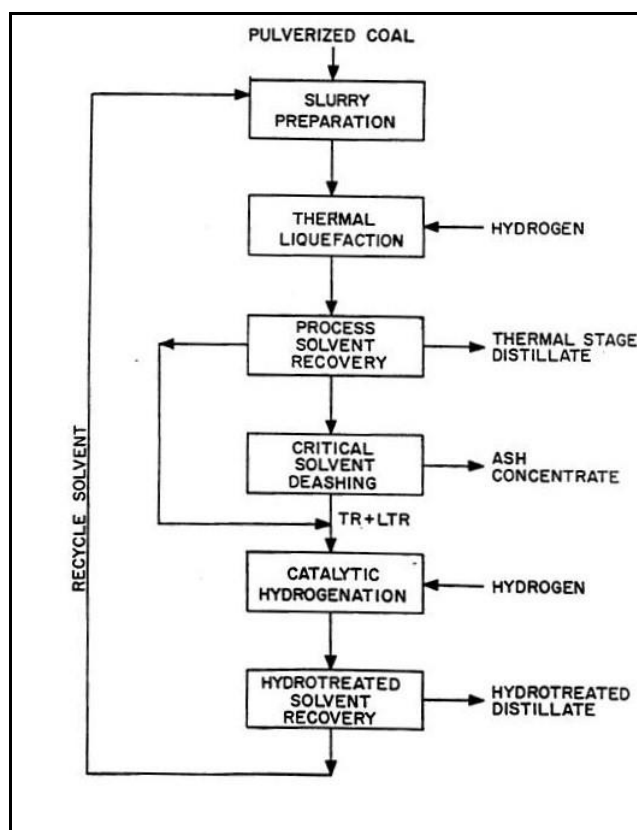 PULVERIZED COAL
SLURRY
PREPARATION
THERMAL
LIQUEFACTION
HYDROGEN
PROCESS
SOLVENT
RECOVERY
THERMAL STAGE
DISTILLATE
CRITICAL
SOLVENT
DEASHING
ASH
CONCENTRATE
RECYCLE SOLVENT
TR+LTR
CATALYTIC
HYDROGENATION
HYDROGEN
HYDROTREATED
SOLVENT
RECOVERY
HYDROTREATED
DISTILLATE